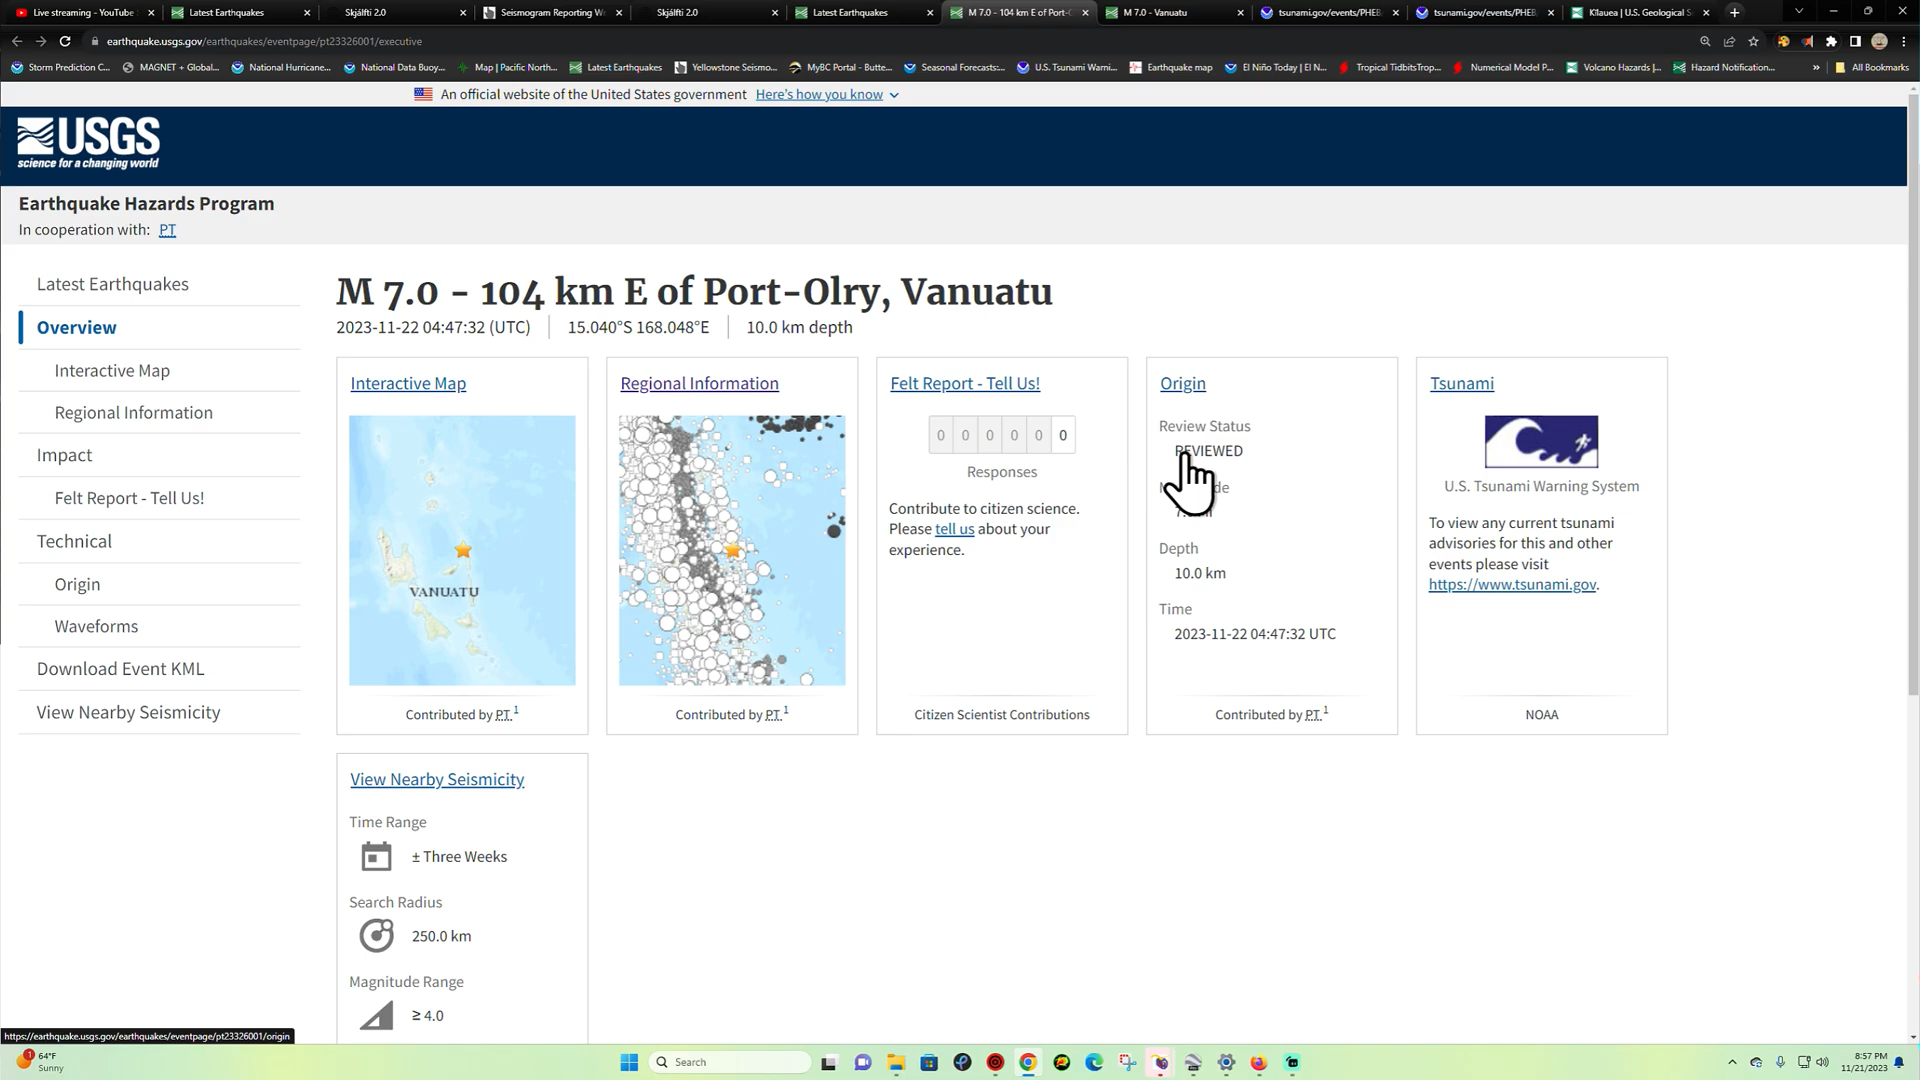 Live streaming - YouTube
Latest Earthquakes
Skjálfti 2.0
Seismogram Reporting W
Skjálfti 2.0
Latest Earthquakes
M 7.0 - 104 km E of Port-O
M 7.0 - Vanuatu
tsunami.gov/events/PHEB
tsunami.gov/events/PHEB
Kīlauea | U.S. Geological S
earthquake.usgs.gov/earthquakes/eventpage/pt23326001/executive
Storm Prediction C...
MAGNET + Global...
National Hurricane...
National Data Buoy...
Map | Pacific North...
Latest Earthquakes
Yellowstone Seismo...
MyBC Portal - Butte...
Seasonal Forecasts:...
U.S. Tsunami Warni...
Earthquake map
El Niño Today | El N...
Tropical TidbitsTrop...
Numerical Model P...
Volcano Hazards |...
Hazard Notification...
»
All Bookmarks
An official website of the United States government Here's how you know
USGS
science for a changing world
Earthquake Hazards Program
In cooperation with: PT
Latest Earthquakes
Overview
Interactive Map
Regional Information
Impact
Felt Report - Tell Us!
Technical
Origin
Waveforms
Download Event KML
View Nearby Seismicity
M 7.0 - 104 km E of Port-Olry, Vanuatu
2023-11-22 04:47:32 (UTC) 15.040°S 168.048°E 10.0 km depth
Interactive Map
VANUATU
Contributed by PT 1
Regional Information
Contributed by PT 1
Felt Report - Tell Us!
0 0 0 0 0 0
Responses
Contribute to citizen science.
Please tell us about your
experience.
Citizen Scientist Contributions
Origin
Review Status
REVIEWED
Depth
10.0 km
Time
2023-11-22 04:47:32 UTC
Contributed by PT 1
Tsunami
U.S. Tsunami Warning System
To view any current tsunami
advisories for this and other
events please visit
https://www.tsunami.gov.
NOAA
View Nearby Seismicity
Time Range
± Three Weeks
Search Radius
250.0 km
Magnitude Range
≥ 4.0
https://earthquake.usgs.gov/earthquakes/eventpage/pt23326001/origin
1
64°F
Sunny
Search
8:57 PM
11/21/2023